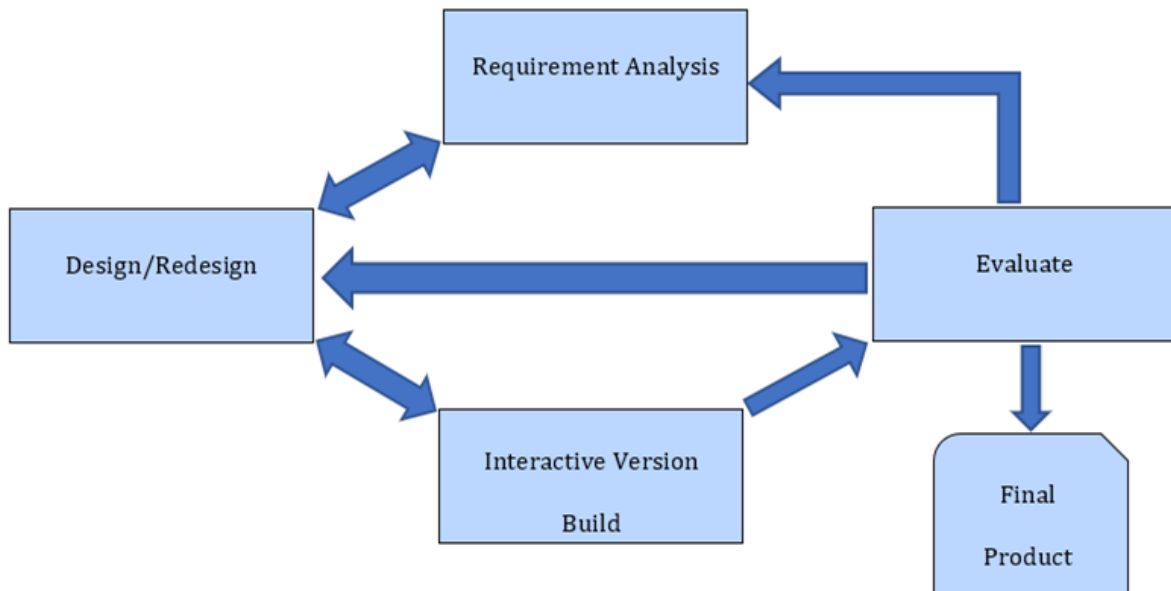 Requirement Analysis
Design/Redesign
Evaluate
Interactive Version
Build
Final
Product